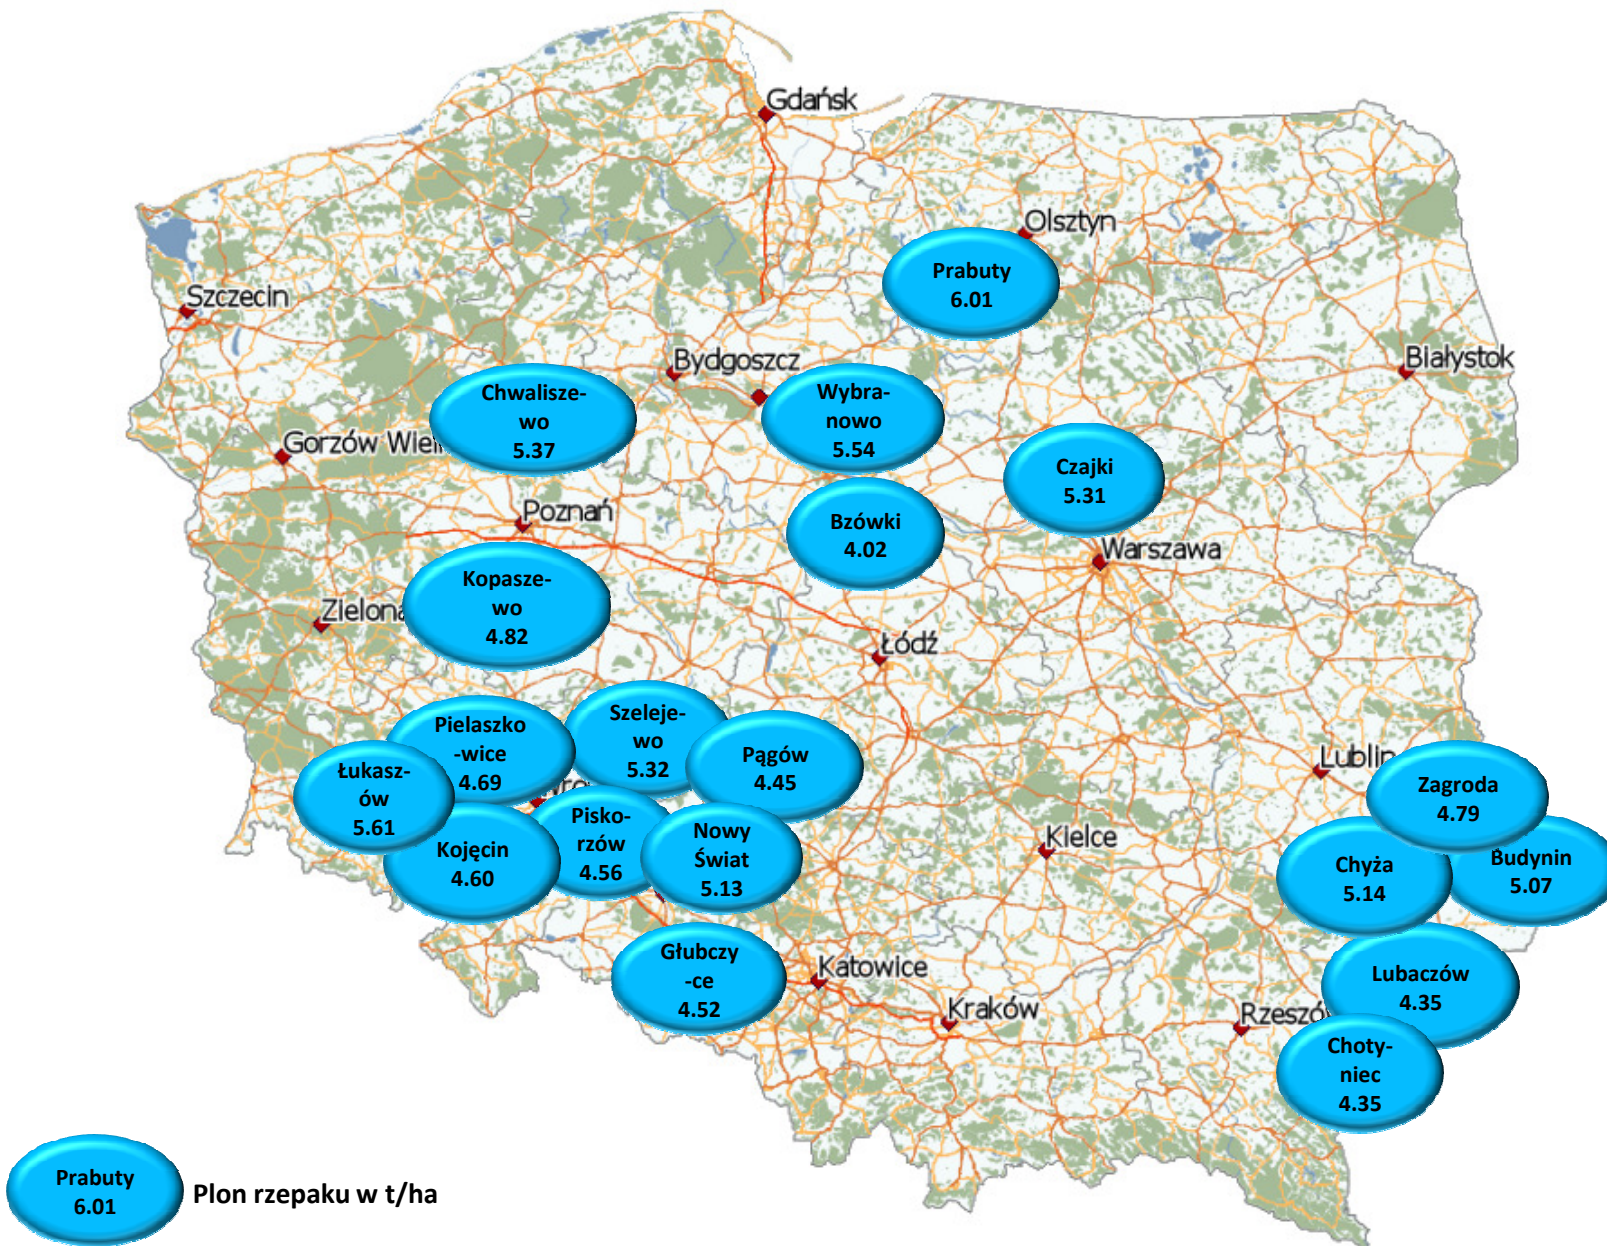 Gdańsk
Olsztyn
Prabuty
6.01
Szczecin
Bydgoszcz
Białystok
Chwalisze-
wo
5.37
Wybra-
nowo
5.54
Gorzów
Czajki
5.31
Poznań
Bzówki
4.02
Warszawa
Kopasze-
wo
4.82
Zielona
Łódź
Pielaszko
-wice
4.69
Szeleje-
wo
5.32
Pągów
4.45
Łukasz-
ów
5.61
Lublin
Zagroda
4.79
Kojęcin
4.60
Pisko-
rzów
4.56
Nowy
Świat
5.13
Kielce
Chyża
5.14
Budynin
5.07
Głubczy
-ce
4.52
Katowice
Kraków
Lubaczów
4.35
Rzeszó
Choty-
niec
4.35
Prabuty
6.01
Plon rzepaku w t/ha